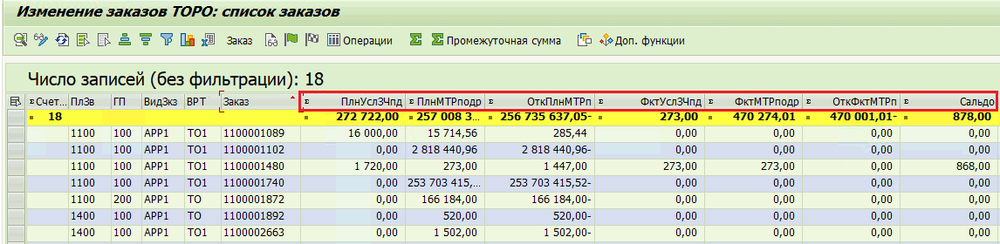 Изменение заказов ТОРО: список заказов
Заказ Операции Промежуточная сумма Доп. функции
Число записей (без фильтрации): 18
Счет... ПлЗв ГП ВидЗкз ВРТ Заказ ПлнУслЗЧпд ПлнМТРподр ОткПлнМТРп ФктУслЗЧпд ФктМТРподр ОткФктМТРп Сальдо
18 272 722,00 257 008 3... 256 735 637,05- 273,00 470 274,01 470 001,01- 878,00
1100 100 APP1 ТО1 1100001089 16 000,00 15 714,56 285,44 0,00 0,00 0,00 0,00
1100 100 APP1 ТО1 1100001102 0,00 2 818 440,96 2 818 440,96- 0,00 0,00 0,00 0,00
1100 100 APP1 ТО1 1100001480 1 720,00 273,00 1 447,00 273,00 273,00 0,00 868,00
1100 100 APP1 ТО1 1100001740 0,00 253 703 415,... 253 703 415,52- 0,00 0,00 0,00 0,00
1100 200 APP1 ТО 1100001872 0,00 166 184,00 166 184,00- 0,00 0,00 0,00 0,00
1400 100 APP1 ТО 1100001892 0,00 520,00 520,00- 0,00 0,00 0,00 0,00
1400 100 APP1 ТО1 1100002663 0,00 1 502,00 1 502,00- 0,00 0,00 0,00 0,00